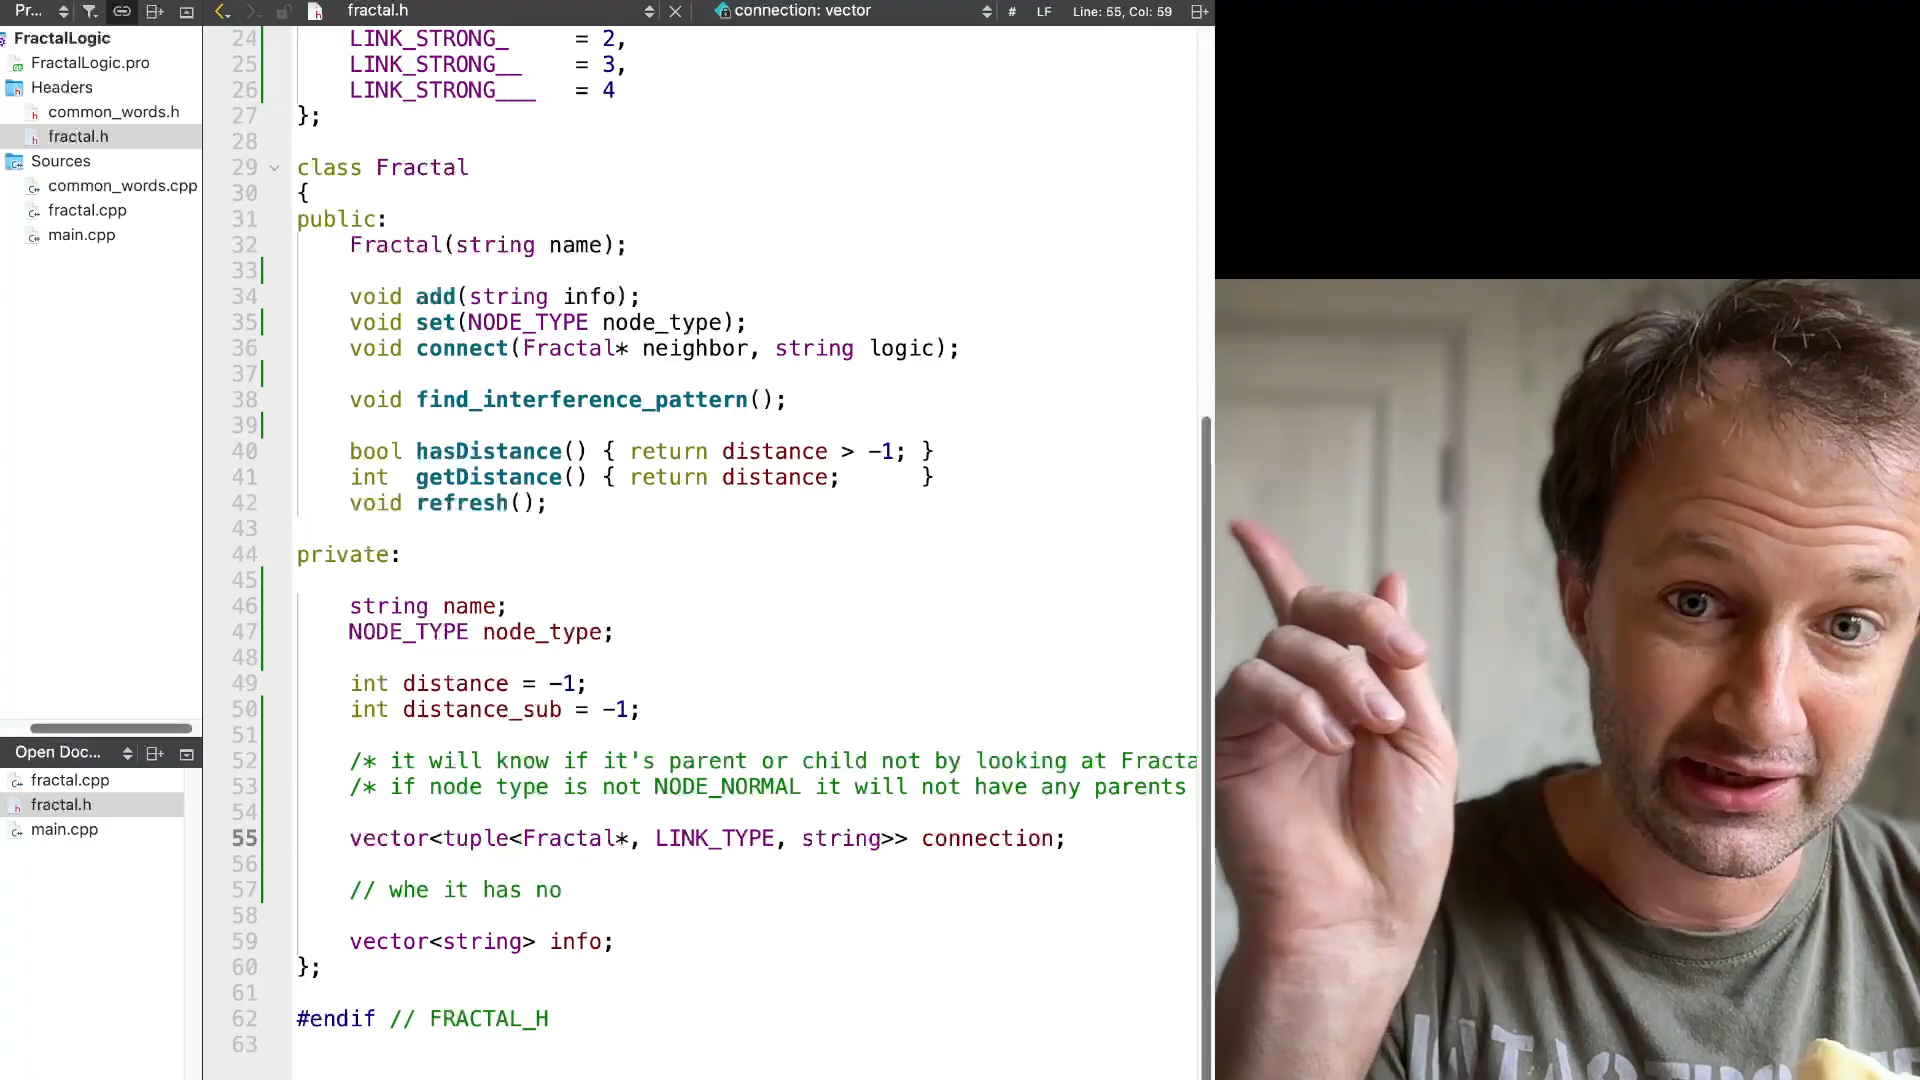 Pr...
fractal.h
connection: vector
# LF Line: 55, Col: 59
FractalLogic
FractalLogic.pro
Headers
common_words.h
fractal.h
Sources
common_words.cpp
fractal.cpp
main.cpp
Open Doc...
fractal.cpp
fractal.h
main.cpp
24 LINK_STRONG_ = 2,
25 LINK_STRONG__ = 3,
26 LINK_STRONG___ = 4
27 };
28
29 class Fractal
30 {
31 public:
32 Fractal(string name);
33
34 void add(string info);
35 void set(NODE_TYPE node_type);
36 void connect(Fractal* neighbor, string logic);
37
38 void find_interference_pattern();
39
40 bool hasDistance() { return distance > -1; }
41 int getDistance() { return distance; }
42 void refresh();
43
44 private:
45
46 string name;
47 NODE_TYPE node_type;
48
49 int distance = -1;
50 int distance_sub = -1;
51
52 /* it will know if it's parent or child not by looking at Fracta
53 /* if node type is not NODE_NORMAL it will not have any parents
54
55 vector<tuple<Fractal*, LINK_TYPE, string>> connection;
56
57 // whe it has no
58
59 vector<string> info;
60 };
61
62 #endif // FRACTAL_H
63